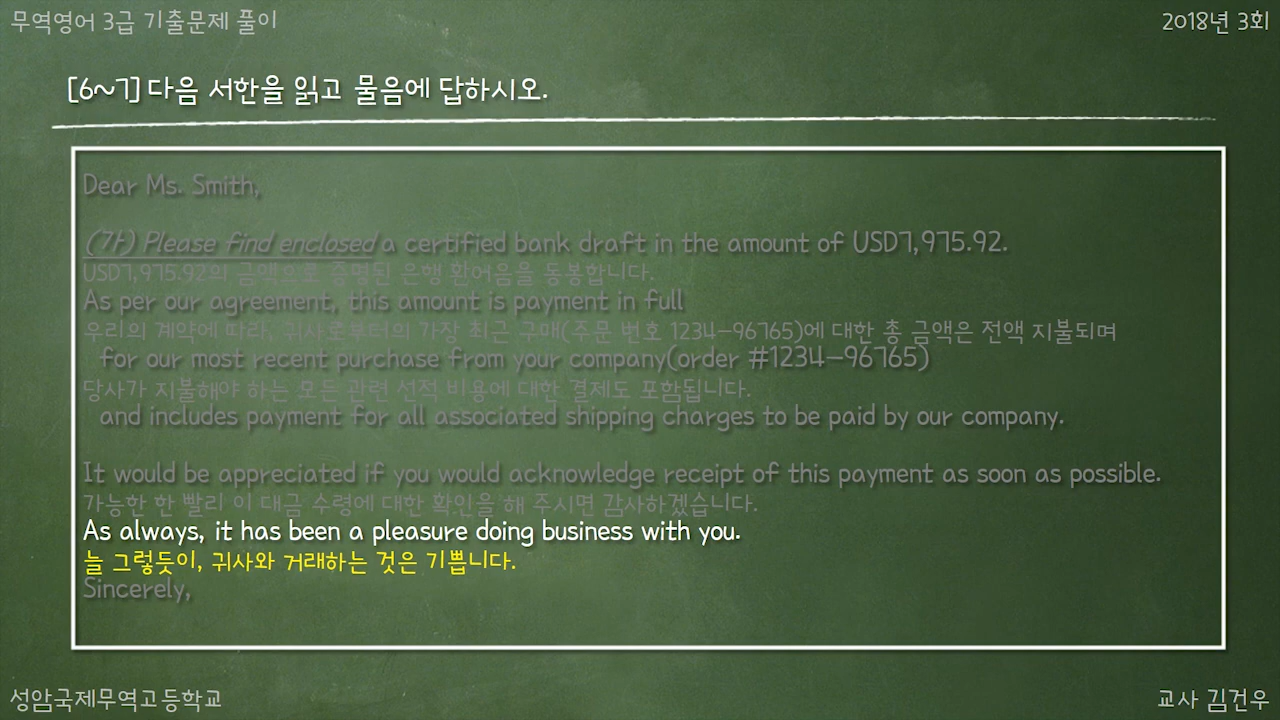 무역영어 3급 기출문제 풀이
2018년 3회
[6~7] 다음 서한을 읽고 물음에 답하시오.
Dear Ms. Smith,
(가) Please find enclosed a certified bank draft in the amount of USD7,975.92.
USD7,975.92의 금액으로 증명된 은행 환어음을 동봉합니다.
As per our agreement, this amount is payment in full
우리의 계약에 따라, 귀사로부터의 가장 최근 구매(주문 번호 1234-96765)에 대한 총 금액은 전액 지불되며
for our most recent purchase from your company(order #1234-96765)
당사가 지불해야 하는 모든 관련 선적 비용에 대한 결제도 포함됩니다.
and includes payment for all associated shipping charges to be paid by our company.
It would be appreciated if you would acknowledge receipt of this payment as soon as possible.
가능한 한 빨리 이 대금 수령에 대한 확인을 해 주시면 감사하겠습니다.
As always, it has been a pleasure doing business with you.
늘 그렇듯이, 귀사와 거래하는 것은 기쁩니다.
Sincerely,
성암국제무역고등학교
교사 김건우